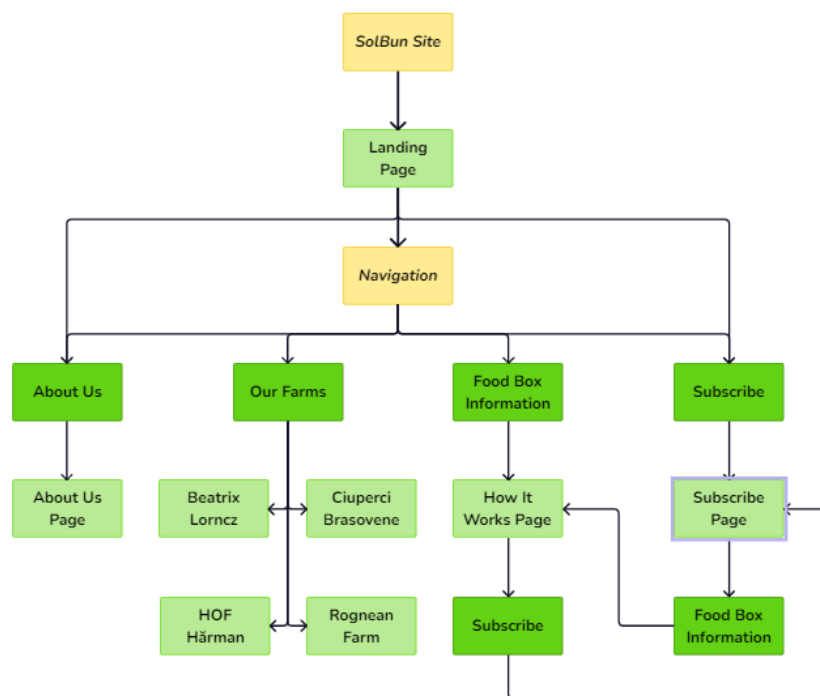 SolBun Site
Landing
Page
Navigation
About Us
Our Farms
Food Box
Information
Subscribe
About Us
Page
Beatrix
Lorncz
Ciuperci
Brasovene
How It
Works Page
Subscribe
Page
HOF
Hărman
Rognean
Farm
Subscribe
Food Box
Information